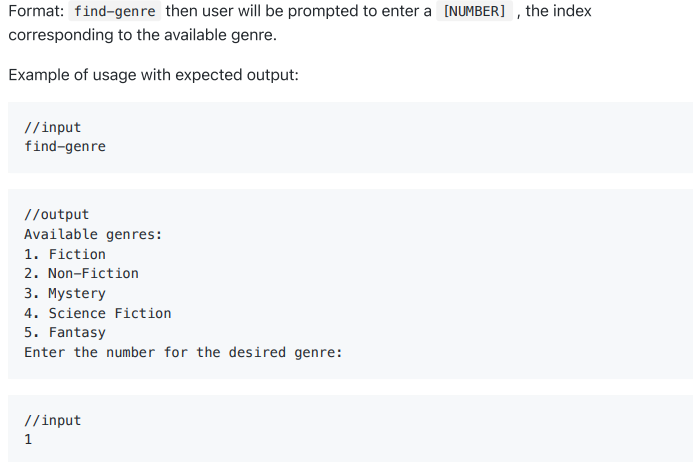 Format: find-genre then user will be prompted to enter a [NUMBER] , the index
corresponding to the available genre.
Example of usage with expected output:
//input
find-genre
//output
Available genres:
1. Fiction
2. Non-Fiction
3. Mystery
4. Science Fiction
5. Fantasy
Enter the number for the desired genre:
//input
1